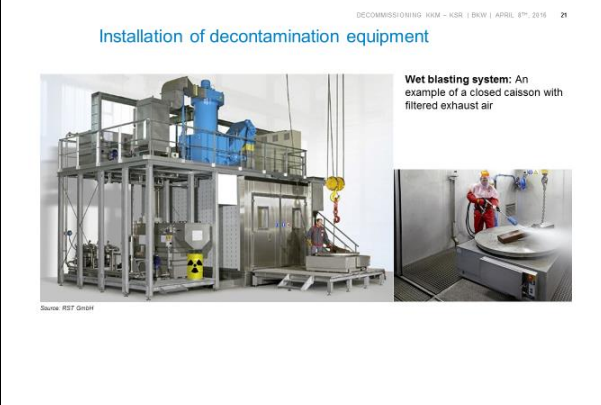 DECOMMISSIONING KKM – KSR | BKW | APRIL 8TH, 2016 21
Installation of decontamination equipment
Wet blasting system: An
example of a closed caisson with
filtered exhaust air
Source: RST GmbH